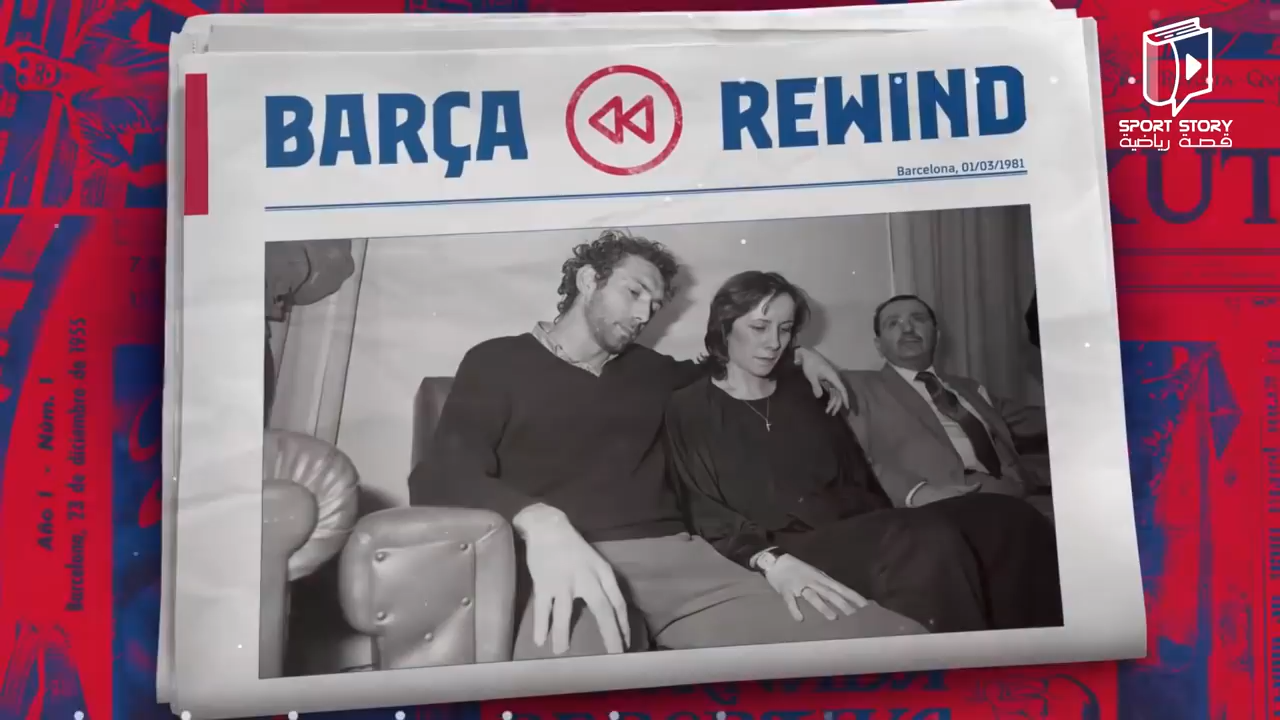 BARÇA REWIND
Barcelona, 01/03/1981
SPORT STORY
قصة رياضية
Año I - Núm. 1
Barcelona, 23 de diciembre de 1955